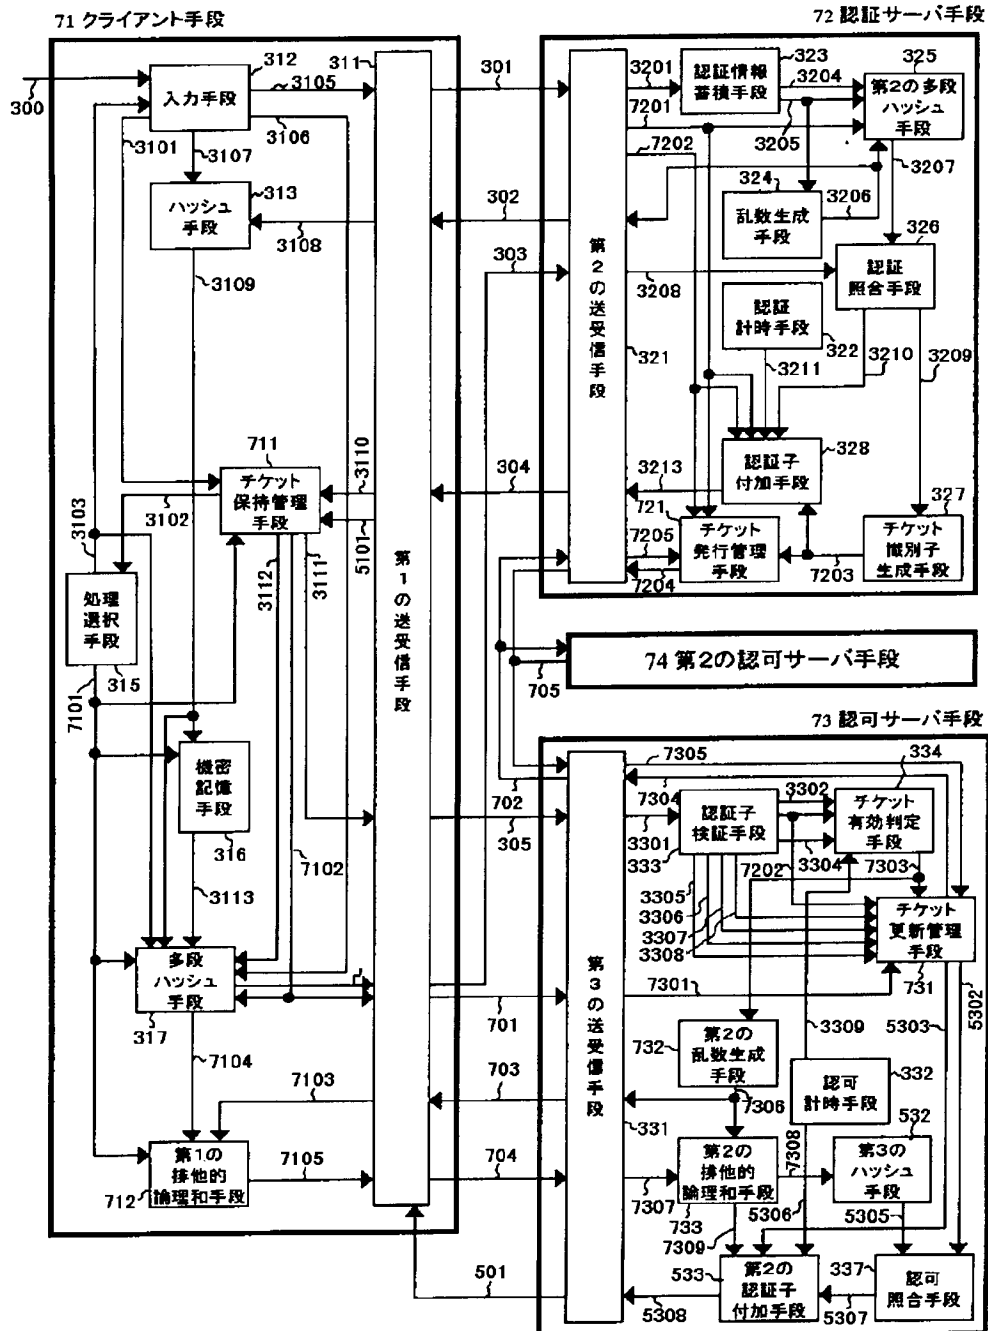 71 クライアント手段
72 認証サーバ手段
300
312
入力手段
3105
3106
3101
3107
313
ハッシュ
手段
3108
3109
311
第1の送受信手段
301
302
303
304
3201
7201
7202
323
認証情報
蓄積手段
3204
3205
325
第2の多段
ハッシュ
手段
3207
324
乱数生成
手段
3206
326
認証
照合手段
3208
認証
計時手段
322
3211
3210
3209
321
第2の送受信手段
328
認証子
付加手段
3213
327
チケット
識別子
生成手段
7203
721
チケット
発行管理
手段
7205
7204
711
チケット
保持管理
手段
3110
5101
3102
3103
3112
3111
処理
選択
手段
315
7101
機密
記憶
手段
316
3113
7102
多段
ハッシュ
手段
317
7104
7103
第1の
排他的
論理和手段
712
7105
74 第2の認可サーバ手段
705
73 認可サーバ手段
702
305
701
703
704
501
第3の送受信手段
331
7305
7304
3301
認証子
検証手段
333
3302
3304
7202
334
チケット
有効判定
手段
7303
3305
3306
3307
3308
チケット
更新管理
手段
731
7301
5302
5303
3309
732
第2の
乱数生成
手段
7306
認可
計時手段
332
第2の
排他的
論理和手段
733
7307
7308
532
第3の
ハッシュ
手段
5306
5305
7309
533
第2の
認証子
付加手段
5308
5307
337
認可
照合手段